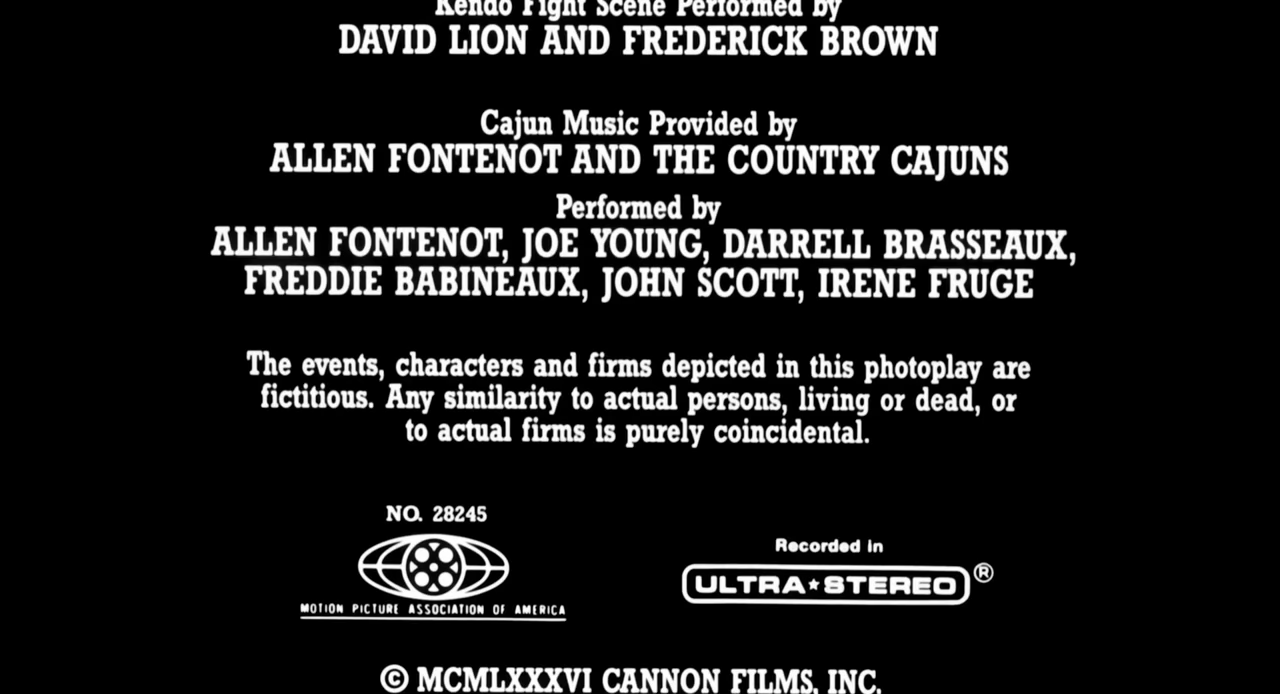 Kendo Fight Scene Performed by
DAVID LION AND FREDERICK BROWN
Cajun Music Provided by
ALLEN FONTENOT AND THE COUNTRY CAJUNS
Performed by
ALLEN FONTENOT, JOE YOUNG, DARRELL BRASSEAUX,
FREDDIE BABINEAUX, JOHN SCOTT, IRENE FRUGE
The events, characters and firms depicted in this photoplay are
fictitious. Any similarity to actual persons, living or dead, or
to actual firms is purely coincidental.
NO. 28245
MOTION PICTURE ASSOCIATION OF AMERICA
Recorded in
ULTRA★STEREO®
© MCMLXXXVI CANNON FILMS, INC.